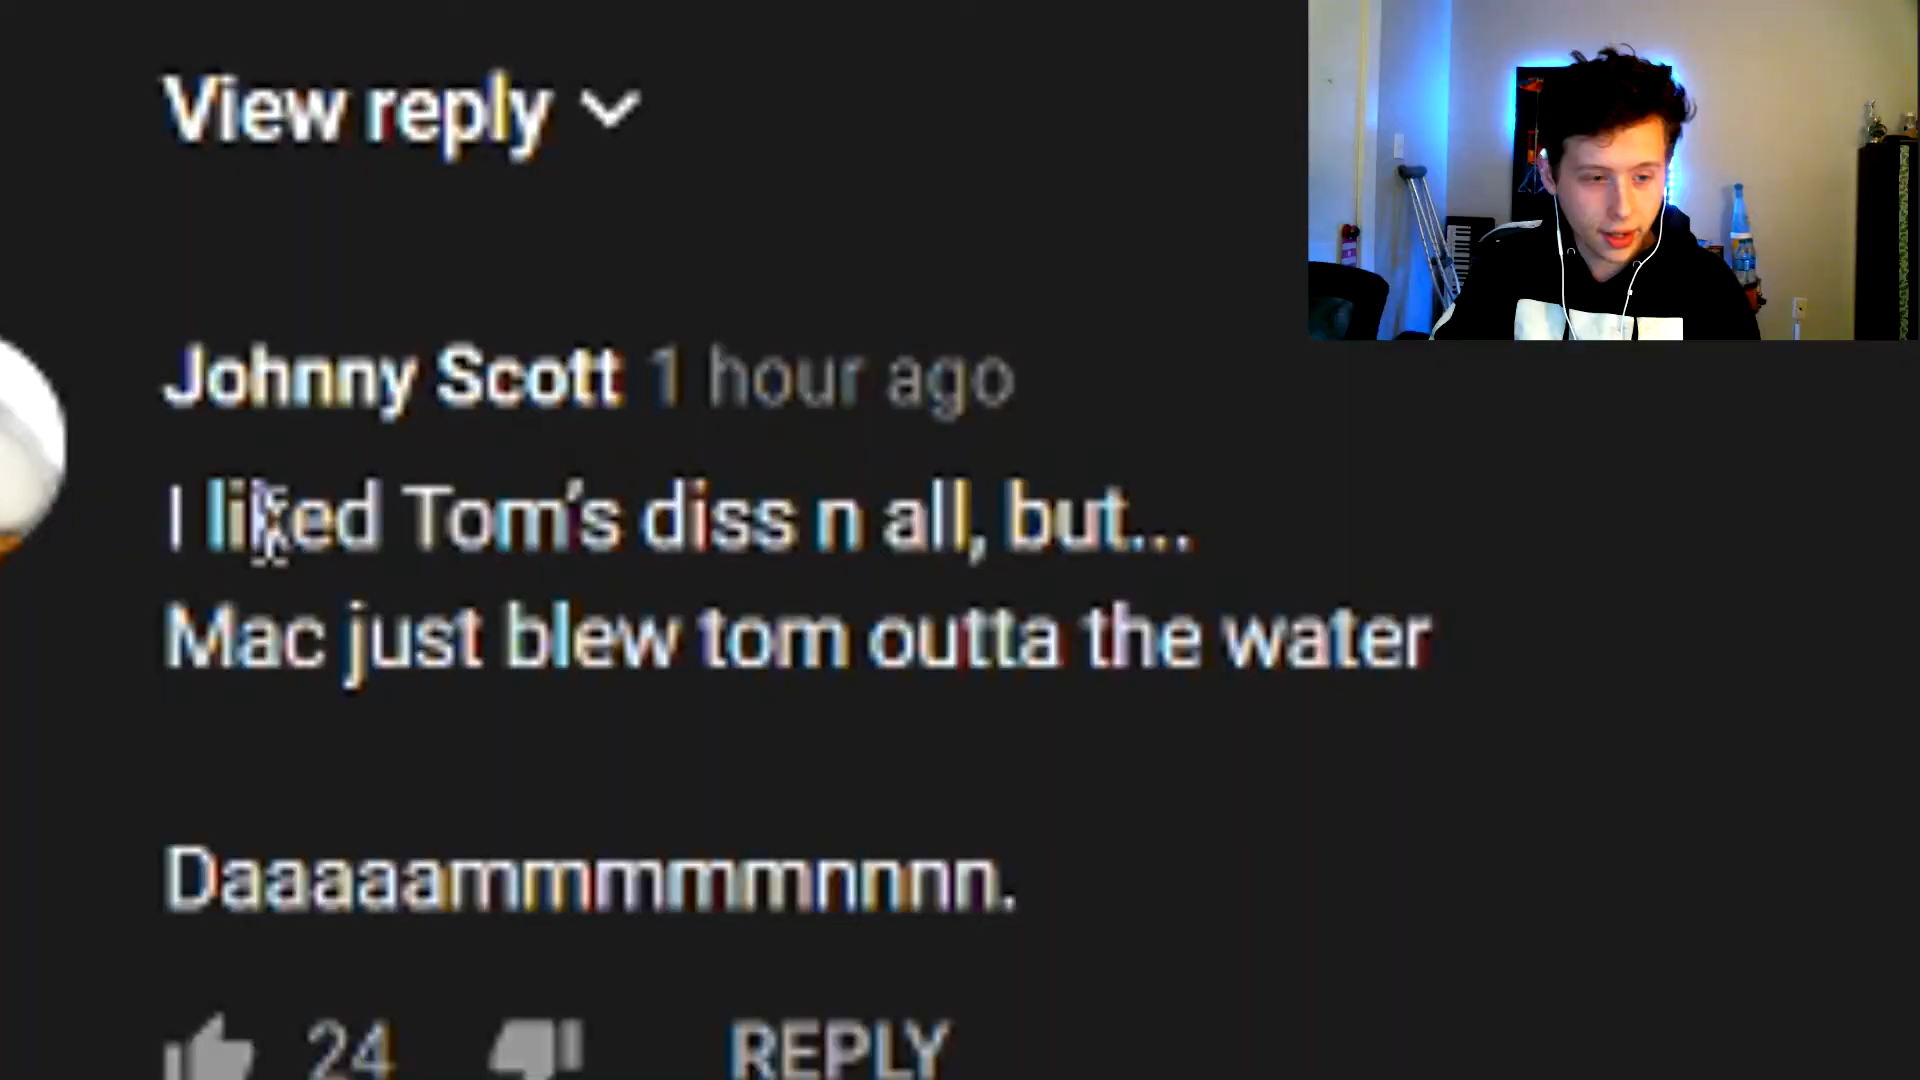 View reply
Johnny Scott 1 hour ago
I liked Tom's diss n all, but...
Mac just blew tom outta the water
Daaaaammmmmnnnn.
24 REPLY